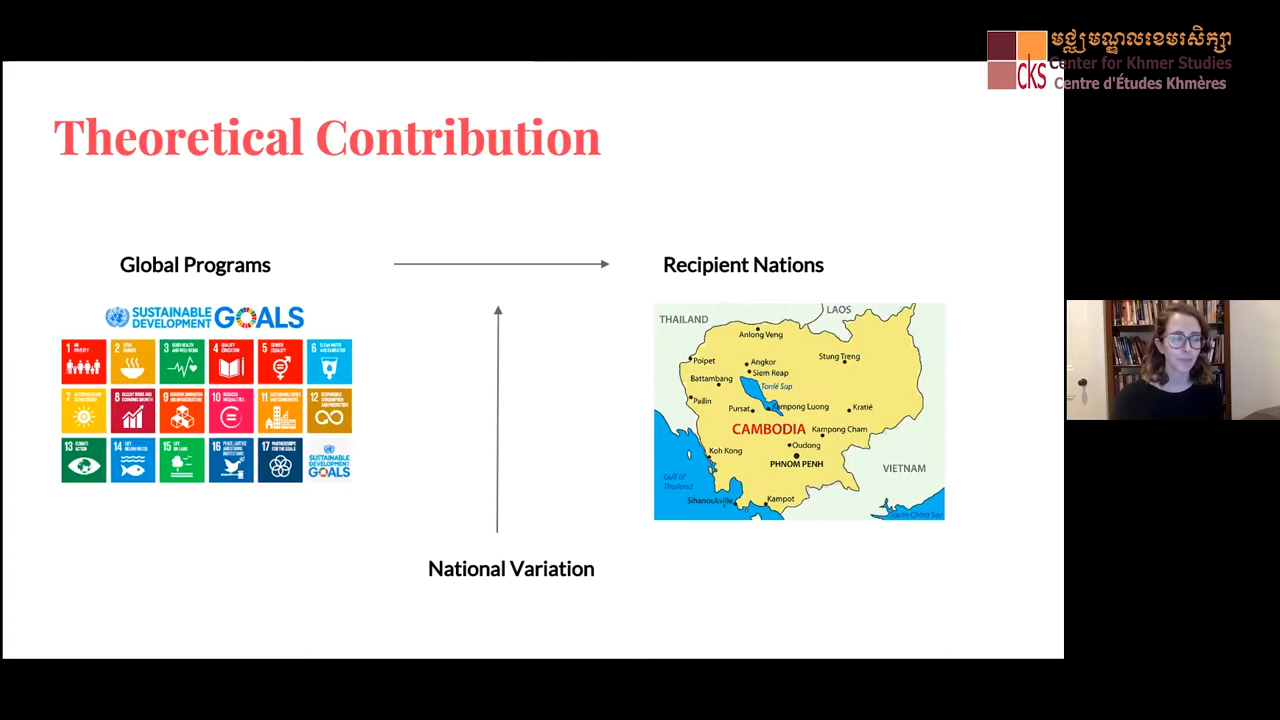 មជ្ឈមណ្ឌលខេមរសិក្សា
Center for Khmer Studies
Centre d'Études Khmères
CKS
Theoretical Contribution
Global Programs
Recipient Nations
SUSTAINABLE
DEVELOPMENT GOALS
1 NO POVERTY
2 ZERO HUNGER
3 GOOD HEALTH AND WELL-BEING
4 QUALITY EDUCATION
5 GENDER EQUALITY
6 CLEAN WATER AND SANITATION
7
8 DECENT WORK AND ECONOMIC GROWTH
9 INDUSTRY, INNOVATION AND INFRASTRUCTURE
10 REDUCED INEQUALITIES
11 SUSTAINABLE CITIES AND COMMUNITIES
12 RESPONSIBLE CONSUMPTION AND PRODUCTION
13 CLIMATE ACTION
14 LIFE BELOW WATER
15 LIFE ON LAND
16 PEACE, JUSTICE AND STRONG INSTITUTIONS
17 PARTNERSHIPS FOR THE GOALS
SUSTAINABLE
DEVELOPMENT
GOALS
THAILAND
LAOS
Anlong Veng
Poipet
Angkor
Stung Treng
Siem Reap
Battambang
Tonlé Sap
Pailin
Pursat
Kampong Luong
Kratié
CAMBODIA
Kampong Cham
Oudong
Koh Kong
PHNOM PENH
VIETNAM
Gulf of
Thailand
Sihanoukville
Kampot
South China Sea
National Variation